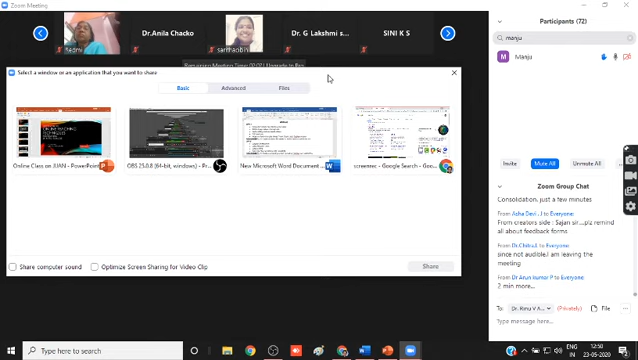 Zoom Meeting
Participants (72)
manju
Manju
Dr.Anila Chacko
Dr. G Lakshmi s...
SINI K S
Select a window or an application that you want to share
Basic
Advanced
Files
Online Class on JUAN - PowerPoint
OBS 25.0.8 (64-bit, windows) - Pr...
New Microsoft Word Document...
screenrec - Google Search - Goo...
Share computer sound
Optimize Screen Sharing for Video Clip
Share
Invite
Mute All
Unmute All
Zoom Group Chat
Consolation. just a few minutes
From Asha Devi . J to Everyone:
From creators side : Sajan sir....plz remind
all about feedback forms
From Dr.Chitra.I. to Everyone:
since not audible.I am leaving the
meeting
From Dr Arun kumar P to Everyone:
2 min more...
To:
Dr. Renu V A...
(Privately)
File
Type message here...
Type here to search
ENG
IN
12:50
23-05-2020